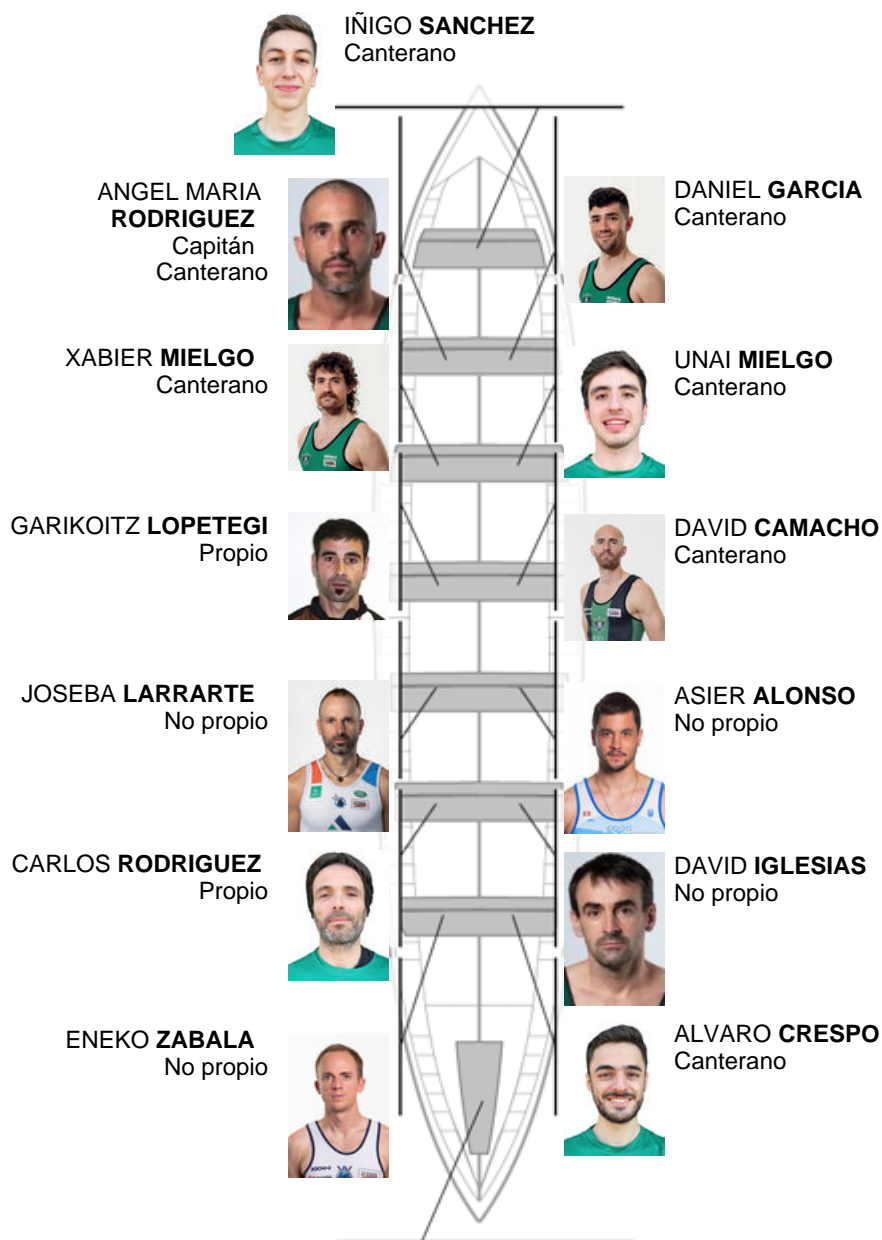 IÑIGO SANCHEZ
Canterano
ANGEL MARIA
RODRIGUEZ
Capitán
Canterano
DANIEL GARCIA
Canterano
XABIER MIELGO
Canterano
UNAI MIELGO
Canterano
GARIKOITZ LOPETEGI
Propio
DAVID CAMACHO
Canterano
JOSEBA LARRARTE
No propio
ASIER ALONSO
No propio
CARLOS RODRIGUEZ
Propio
DAVID IGLESIAS
No propio
ENEKO ZABALA
No propio
ALVARO CRESPO
Canterano